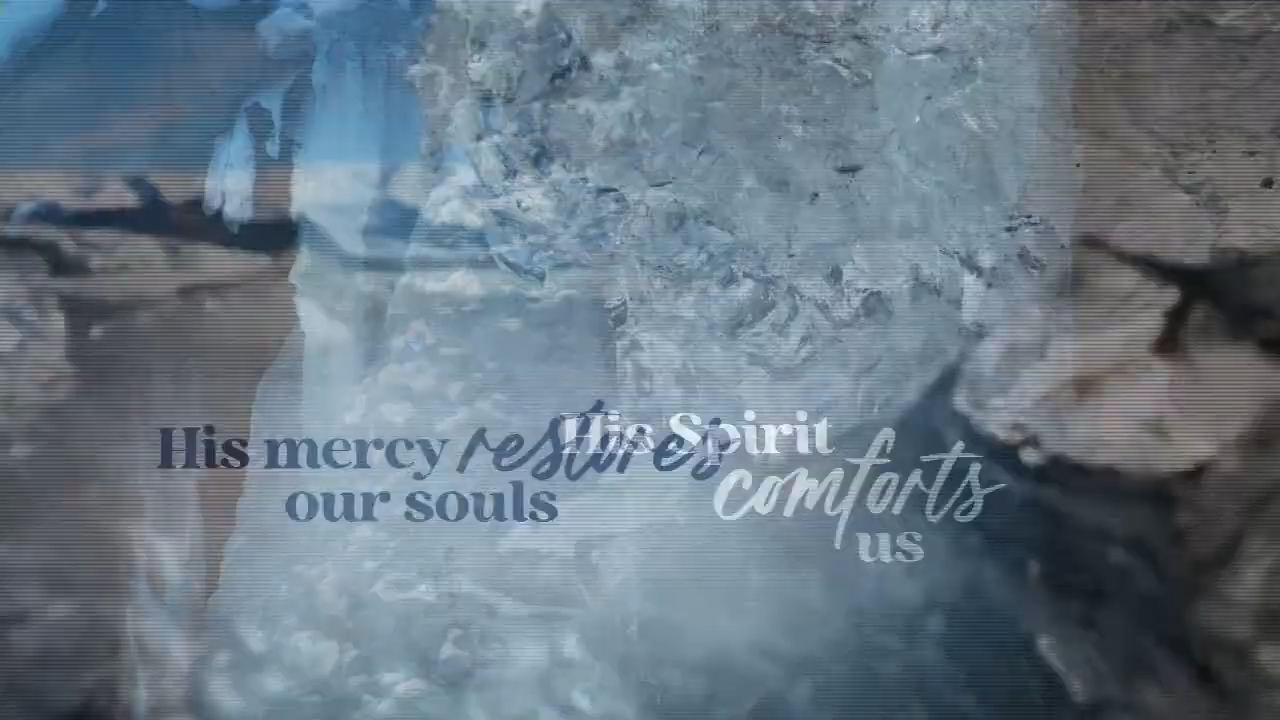 His mercy restores
our souls
His Spirit
comforts
us